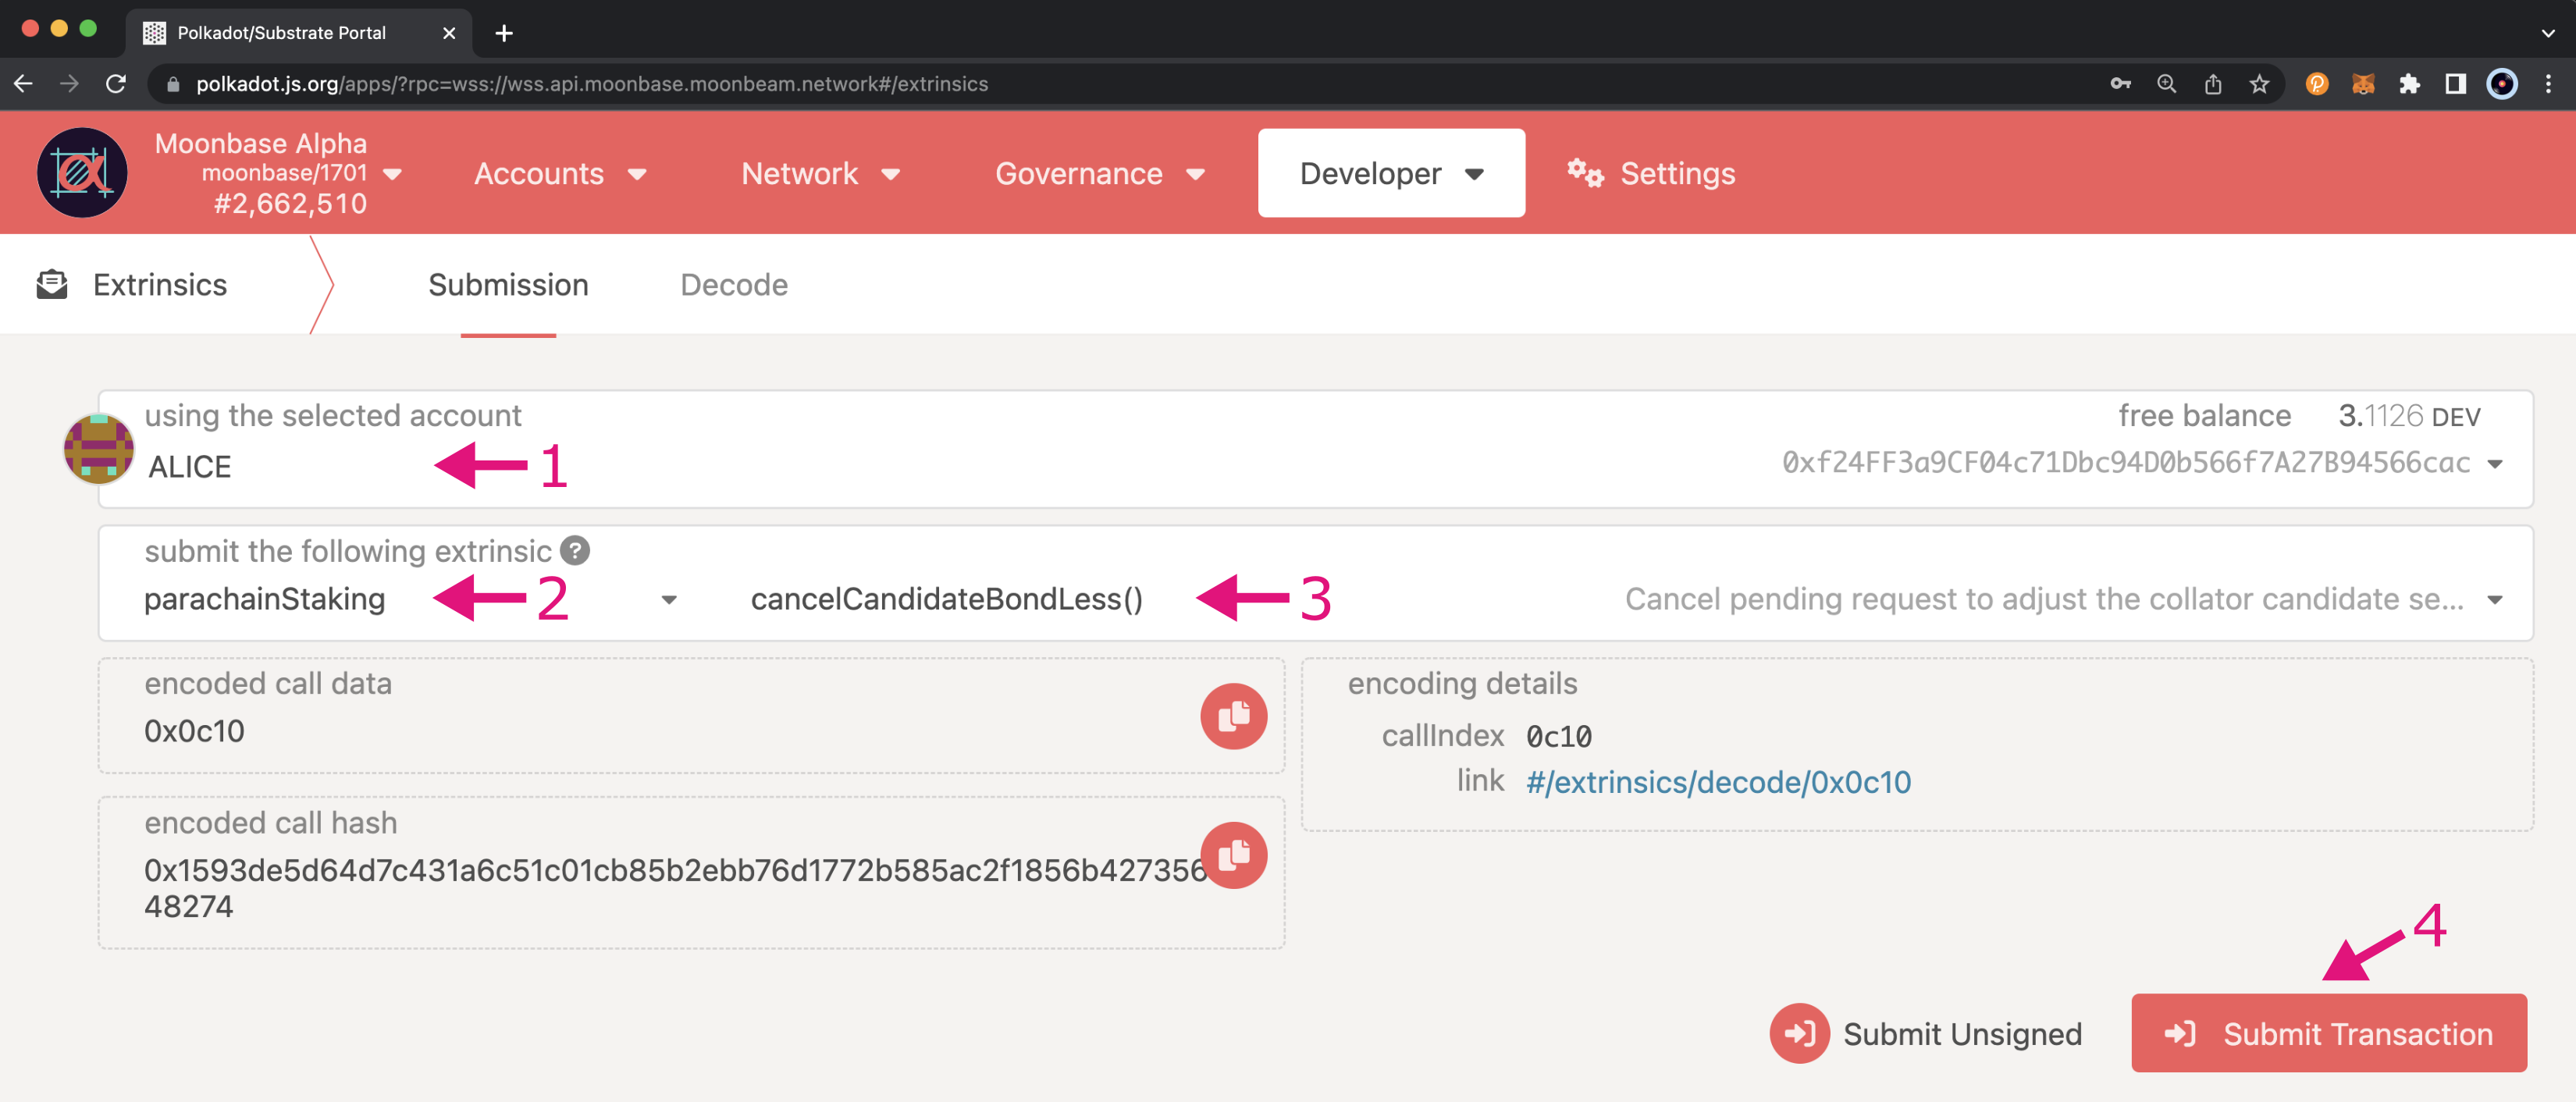 Polkadot/Substrate Portal
polkadot.js.org/apps/?rpc=wss://wss.api.moonbase.moonbeam.network#/extrinsics
Moonbase Alpha
moonbase/1701
#2,662,510
Accounts
Network
Governance
Developer
Settings
Extrinsics
Submission
Decode
using the selected account
ALICE
1
free balance 3.1126 DEV
0xf24FF3a9CF04c71Dbc94D0b566f7A27B94566cac
submit the following extrinsic ?
parachainStaking
2
cancelCandidateBondLess()
3
Cancel pending request to adjust the collator candidate se...
encoded call data
0x0c10
encoding details
callIndex 0c10
link #/extrinsics/decode/0x0c10
encoded call hash
0x1593de5d64d7c431a6c51c01cb85b2ebb76d1772b585ac2f1856b427356
48274
4
Submit Unsigned
Submit Transaction